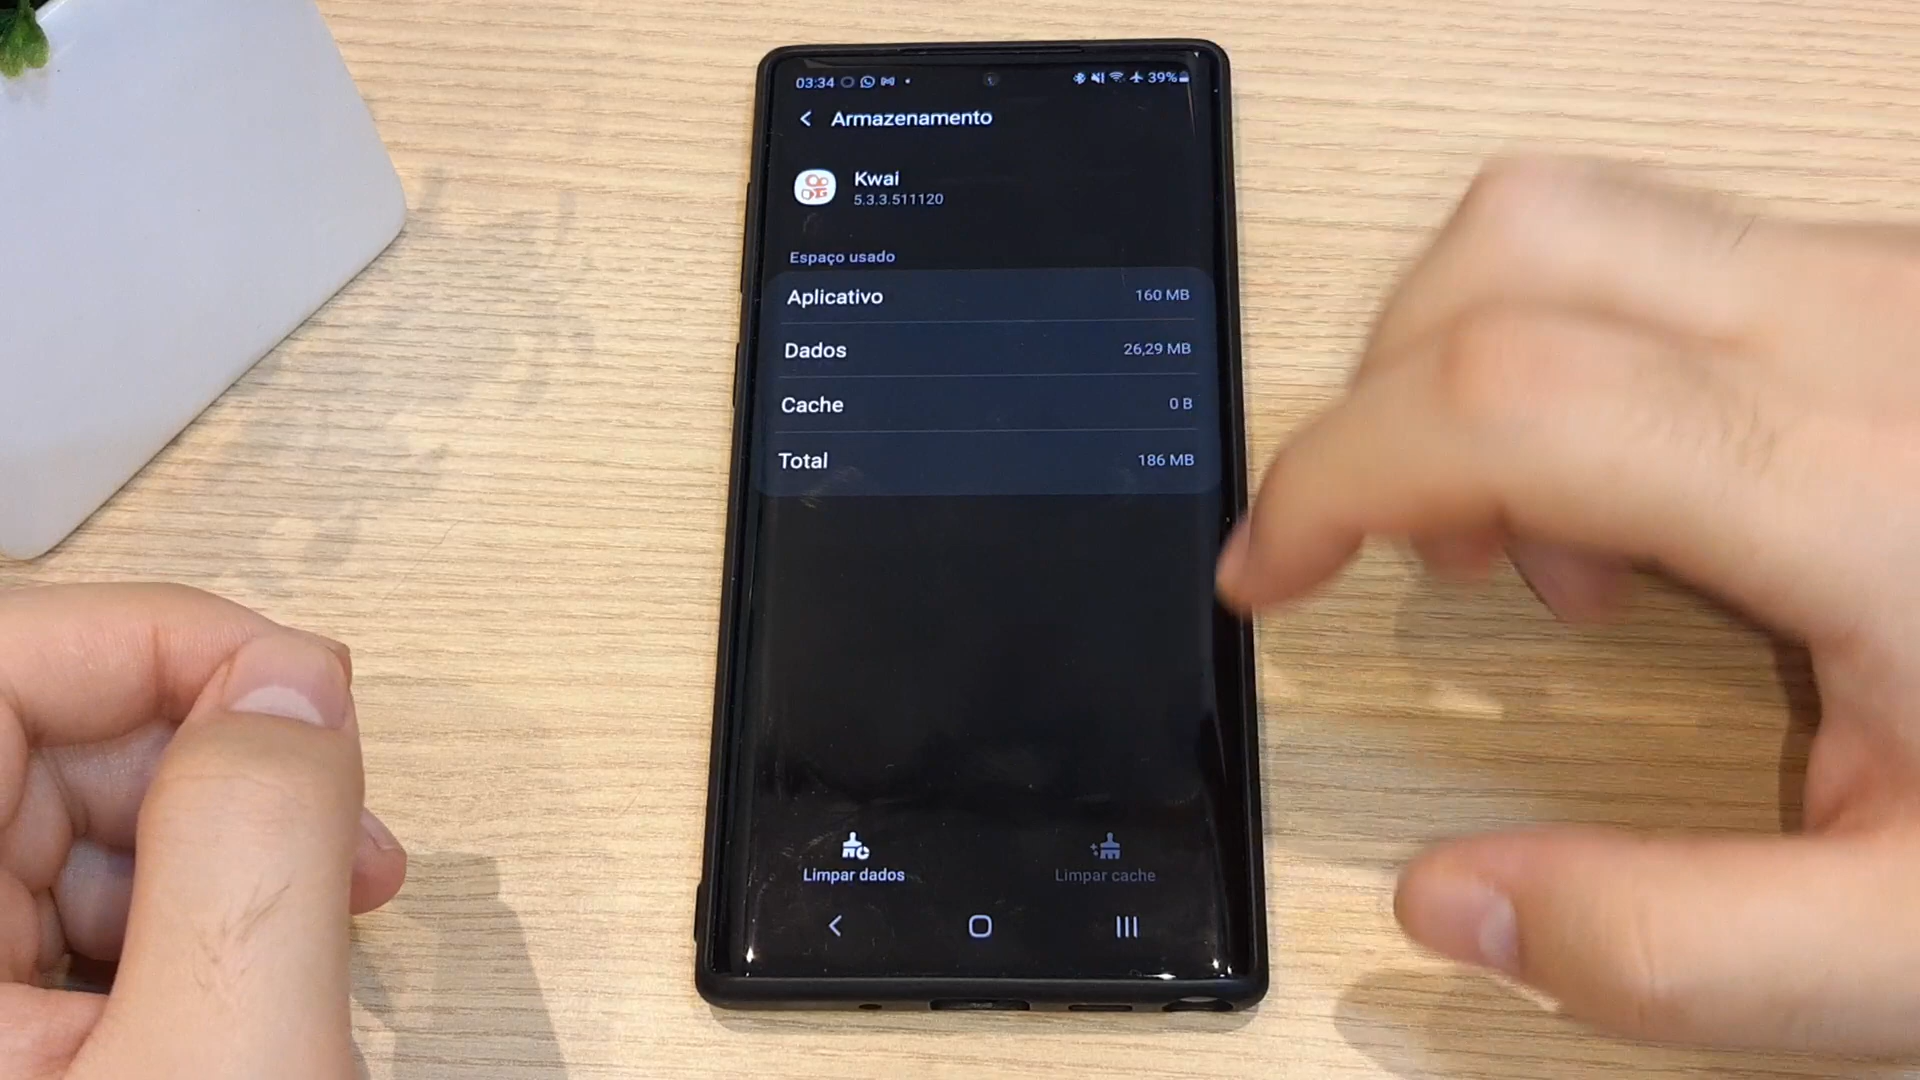 03:34 39%
Armazenamento
Kwai
5.3.3.511120
Espaço usado
Aplicativo 160 MB
Dados 26,29 MB
Cache 0 B
Total 186 MB
Limpar dados Limpar cache